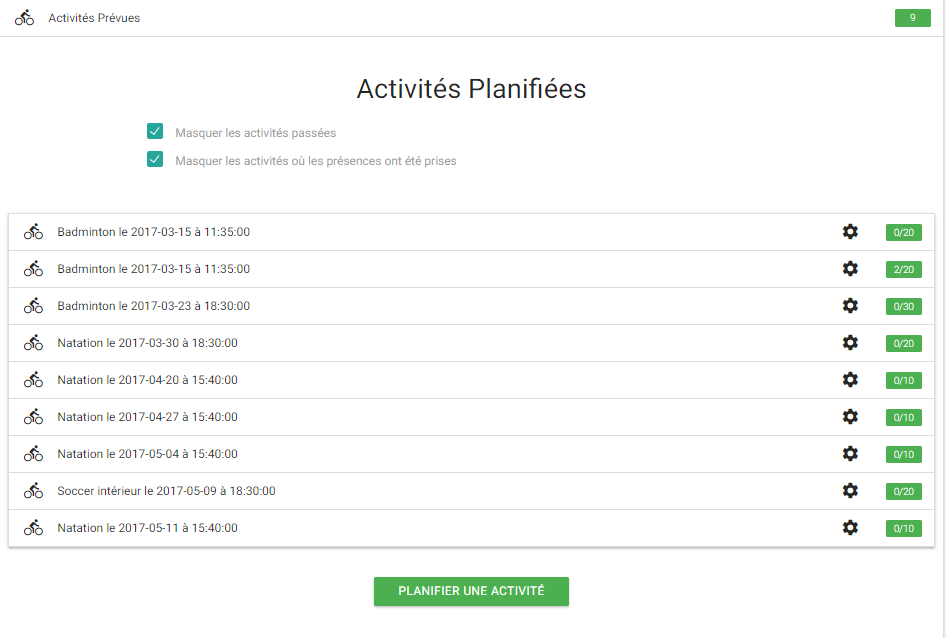 Activités Prévues 9
Activités Planifiées
Masquer les activités passées
Masquer les activités où les présences ont été prises
Badminton le 2017-03-15 à 11:35:00 0/20
Badminton le 2017-03-15 à 11:35:00 2/20
Badminton le 2017-03-23 à 18:30:00 0/30
Natation le 2017-03-30 à 18:30:00 0/20
Natation le 2017-04-20 à 15:40:00 0/10
Natation le 2017-04-27 à 15:40:00 0/10
Natation le 2017-05-04 à 15:40:00 0/10
Soccer intérieur le 2017-05-09 à 18:30:00 0/20
Natation le 2017-05-11 à 15:40:00 0/10
PLANIFIER UNE ACTIVITÉ